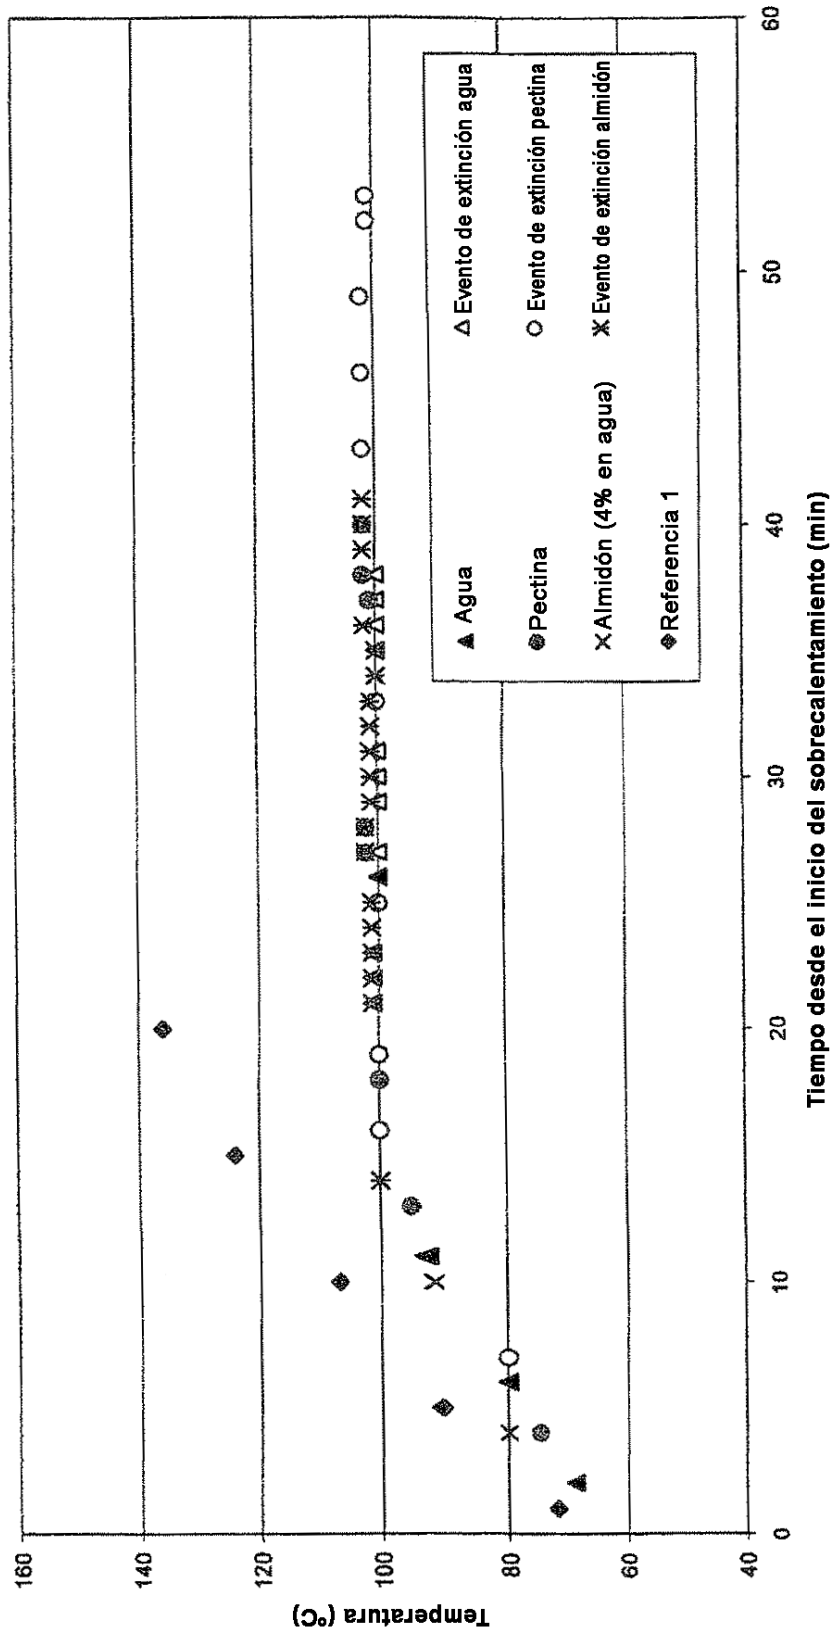 Temperatura (ºC)
160
140
120
100
80
60
40
0
10
20
30
40
50
60
Tiempo desde el inicio del sobrecalentamiento (min)
Agua
Evento de extinción agua
Pectina
Evento de extinción pectina
Almidón (4% en agua)
Evento de extinción almidón
Referencia 1